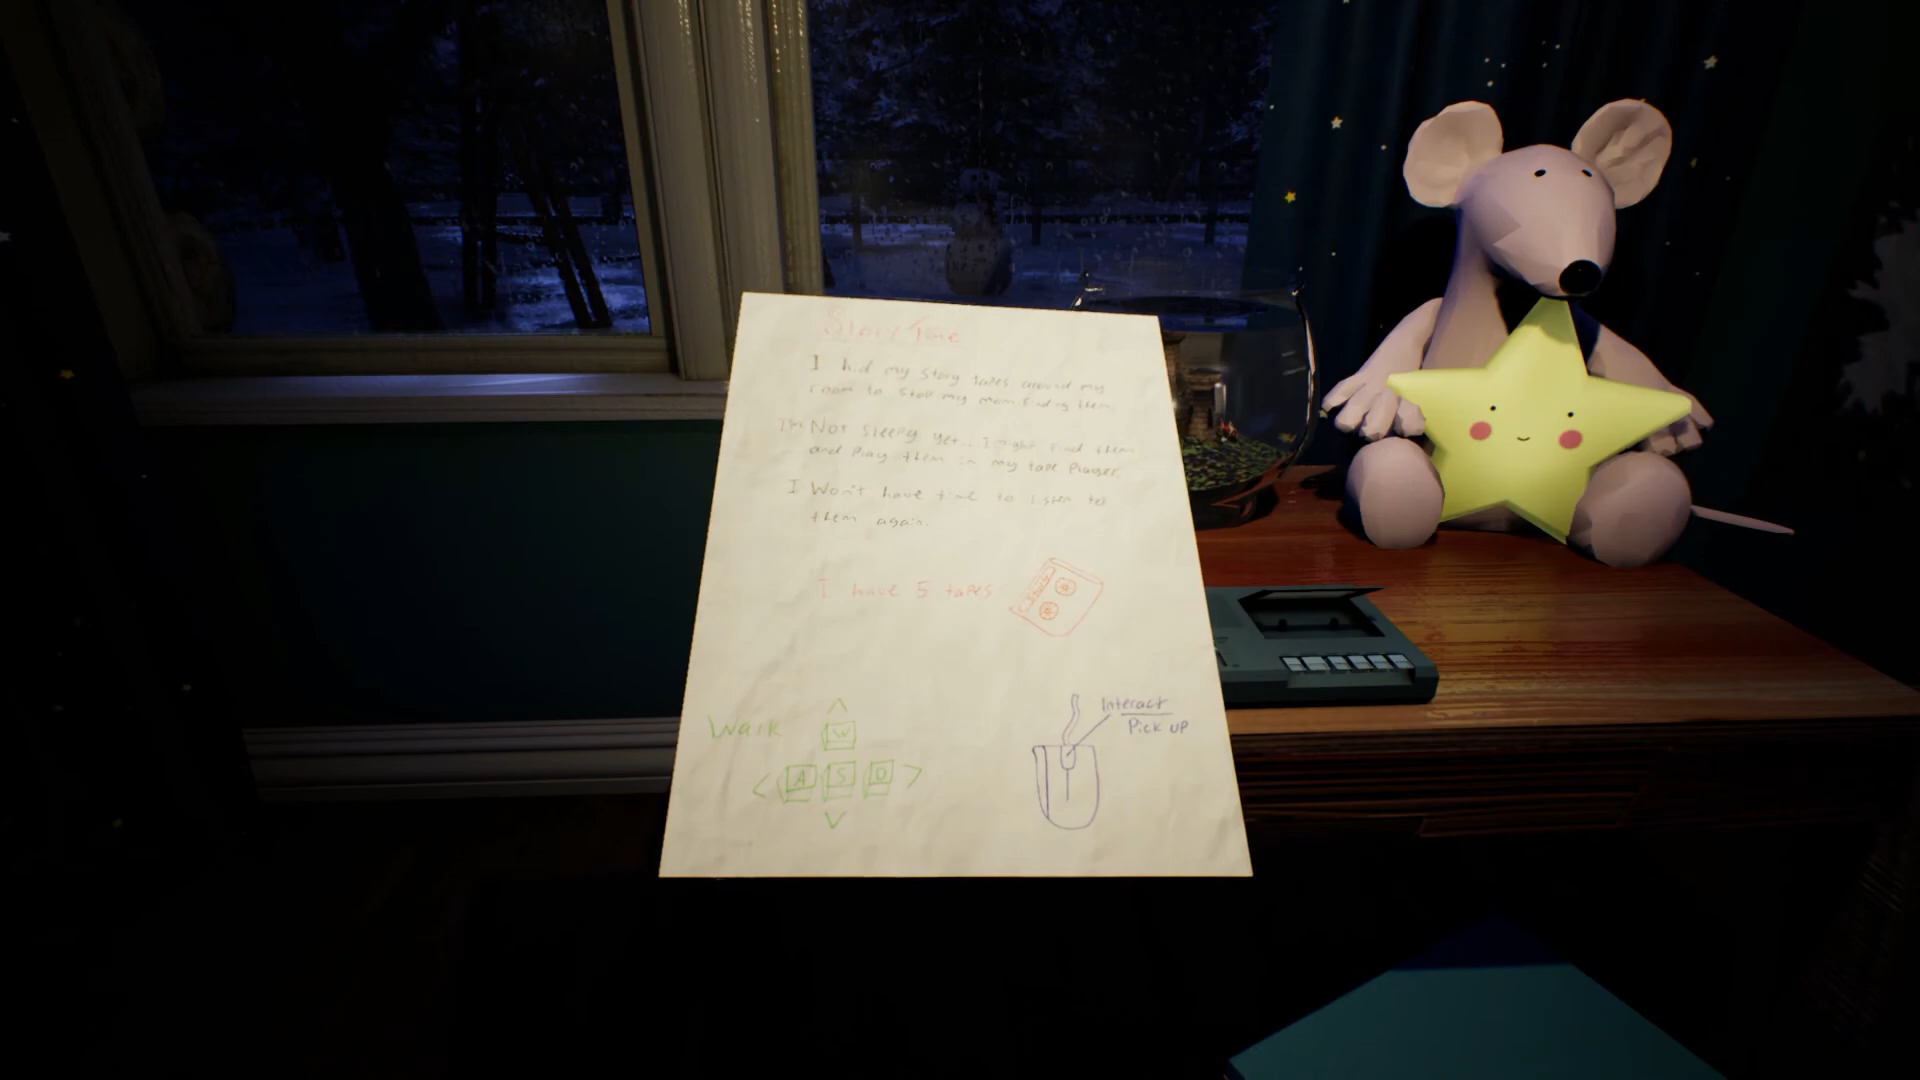 Story Time
I hid my story tapes around my
room to stop my mom finding them.
I'm Not sleepy yet.. I might find them
and Play them in my tape Player.
I Won't have time to listen to
them again.
I have 5 tapes
Story
Walk
W
A S D
Interact
Pick up